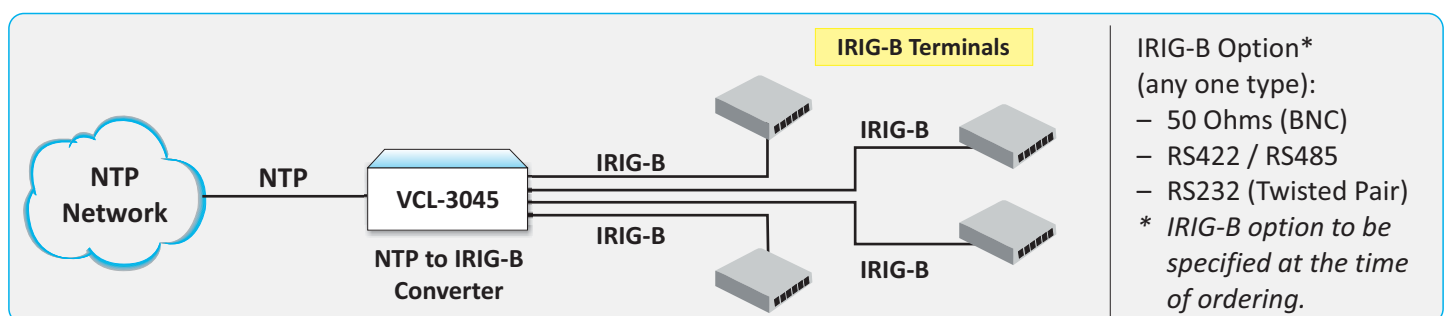 NTP
Network
NTP
VCL-3045
NTP to IRIG-B
Converter
IRIG-B
IRIG-B
IRIG-B Terminals
IRIG-B
IRIG-B
IRIG-B Option*
(any one type):
– 50 Ohms (BNC)
– RS422 / RS485
– RS232 (Twisted Pair)
* IRIG-B option to be
specified at the time
of ordering.